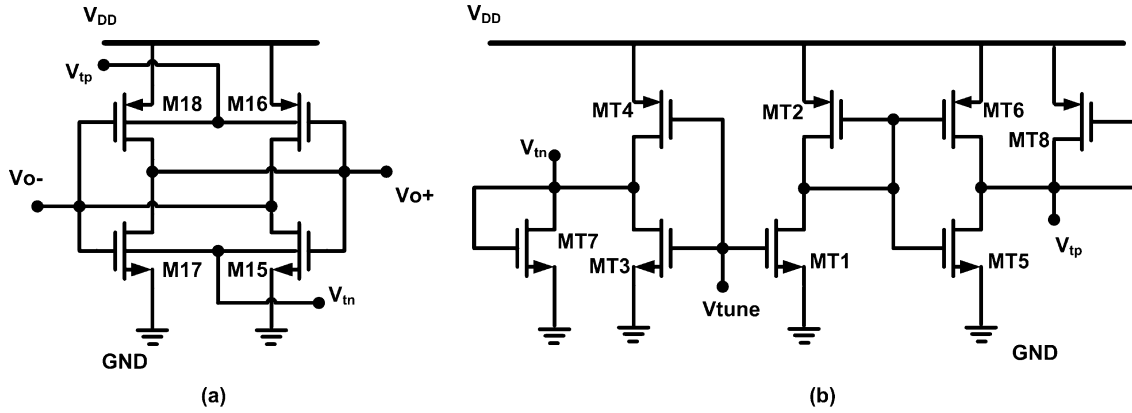 VDD
Vtp
M18
M16
Vo-
Vo+
M17
M15
Vtn
GND
(a)
VDD
MT4
MT2
MT6
MT8
Vtn
MT7
MT3
MT1
MT5
Vtp
Vtune
GND
(b)